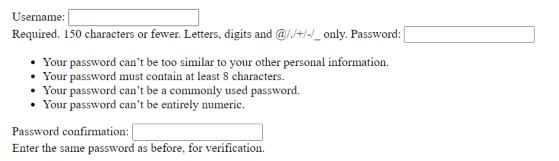 Username:
Required. 150 characters or fewer. Letters, digits and @/./+/-/_ only. Password:
• Your password can't be too similar to your other personal information.
• Your password must contain at least 8 characters.
• Your password can't be a commonly used password.
• Your password can't be entirely numeric.
Password confirmation:
Enter the same password as before, for verification.